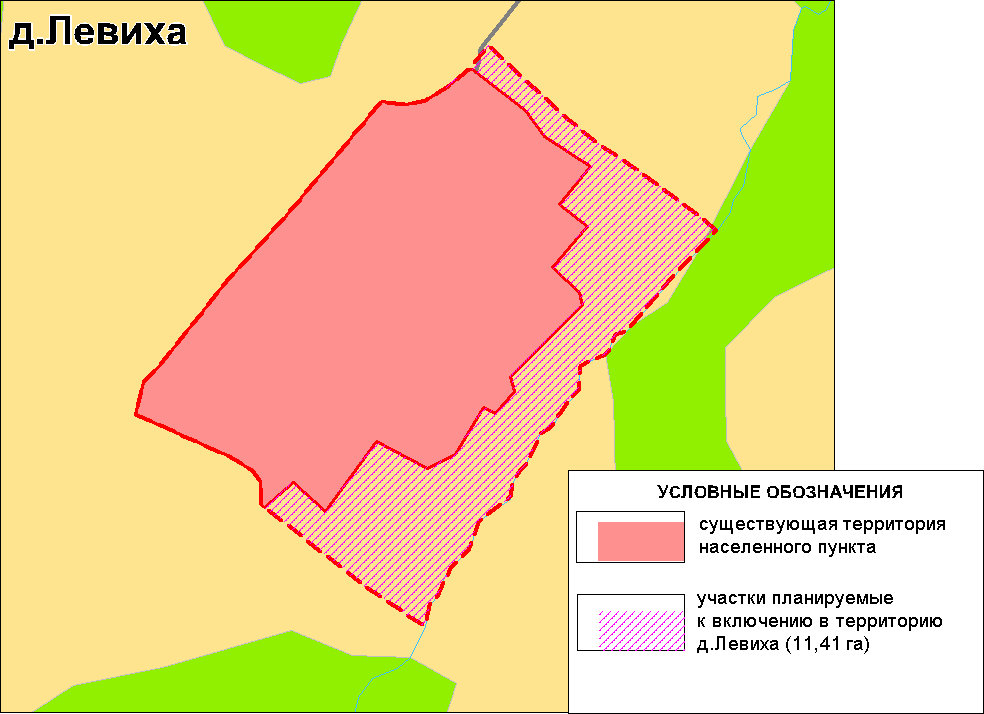 д.Левиха
УСЛОВНЫЕ ОБОЗНАЧЕНИЯ
существующая территория
населенного пункта
участки планируемые
к включению в территорию
д.Левиха (11,41 га)